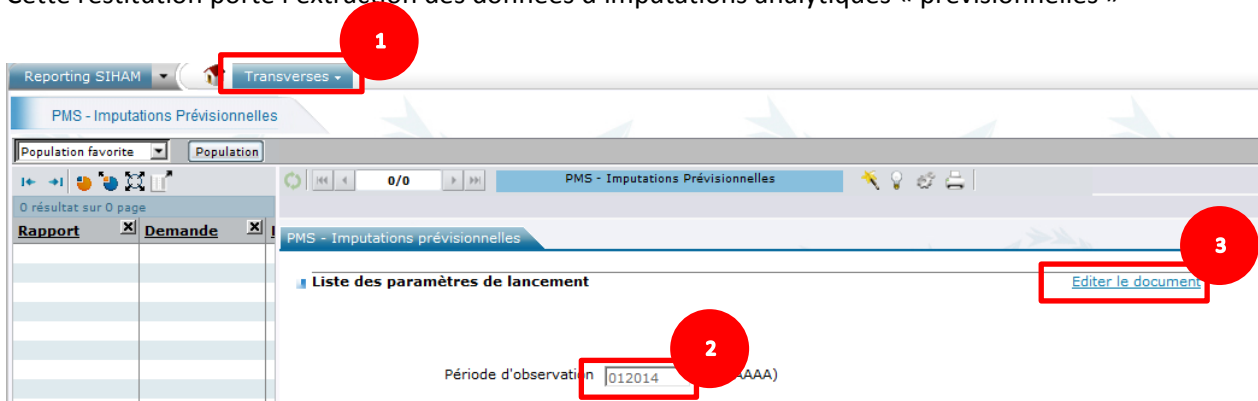 Cette restitution porte l'extraction des données d'imputations analytiques « prévisionnelles »
1
Reporting SIHAM Transverses
PMS - Imputations Prévisionnelles
Population favorite Population
0/0 PMS - Imputations Prévisionnelles
0 résultat sur 0 page
Rapport Demande
PMS - Imputations prévisionnelles
3
Liste des paramètres de lancement Editer le document
2
Période d'observation 012014 AAAA)